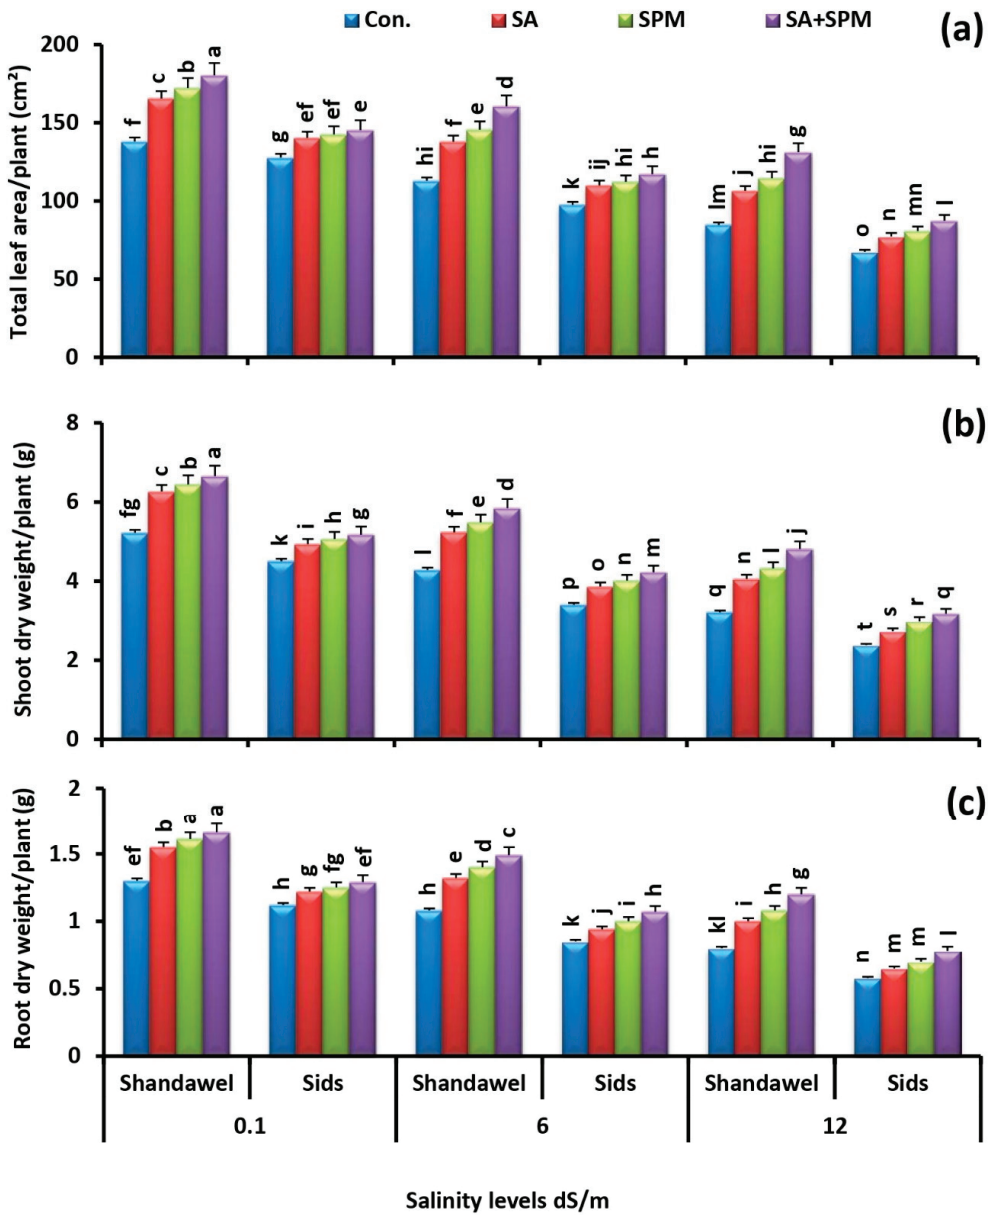 Con. SA SPM SA+SPM
(a)
Total leaf area/plant (cm²)
200
150
100
50
0
f c b a g ef ef e hi f e d k ij hi h lm j hi g o n mn l
(b)
Shoot dry weight/plant (g)
8
6
4
2
0
fg c b a k i h g l f e d p o n m q n l j t s r q
(c)
Root dry weight/plant (g)
2
1.5
1
0.5
0
ef b a a h g fg ef h e d c k j i h kl i h g n m m l
Shandawel Sids Shandawel Sids Shandawel Sids
0.1 6 12
Salinity levels dS/m